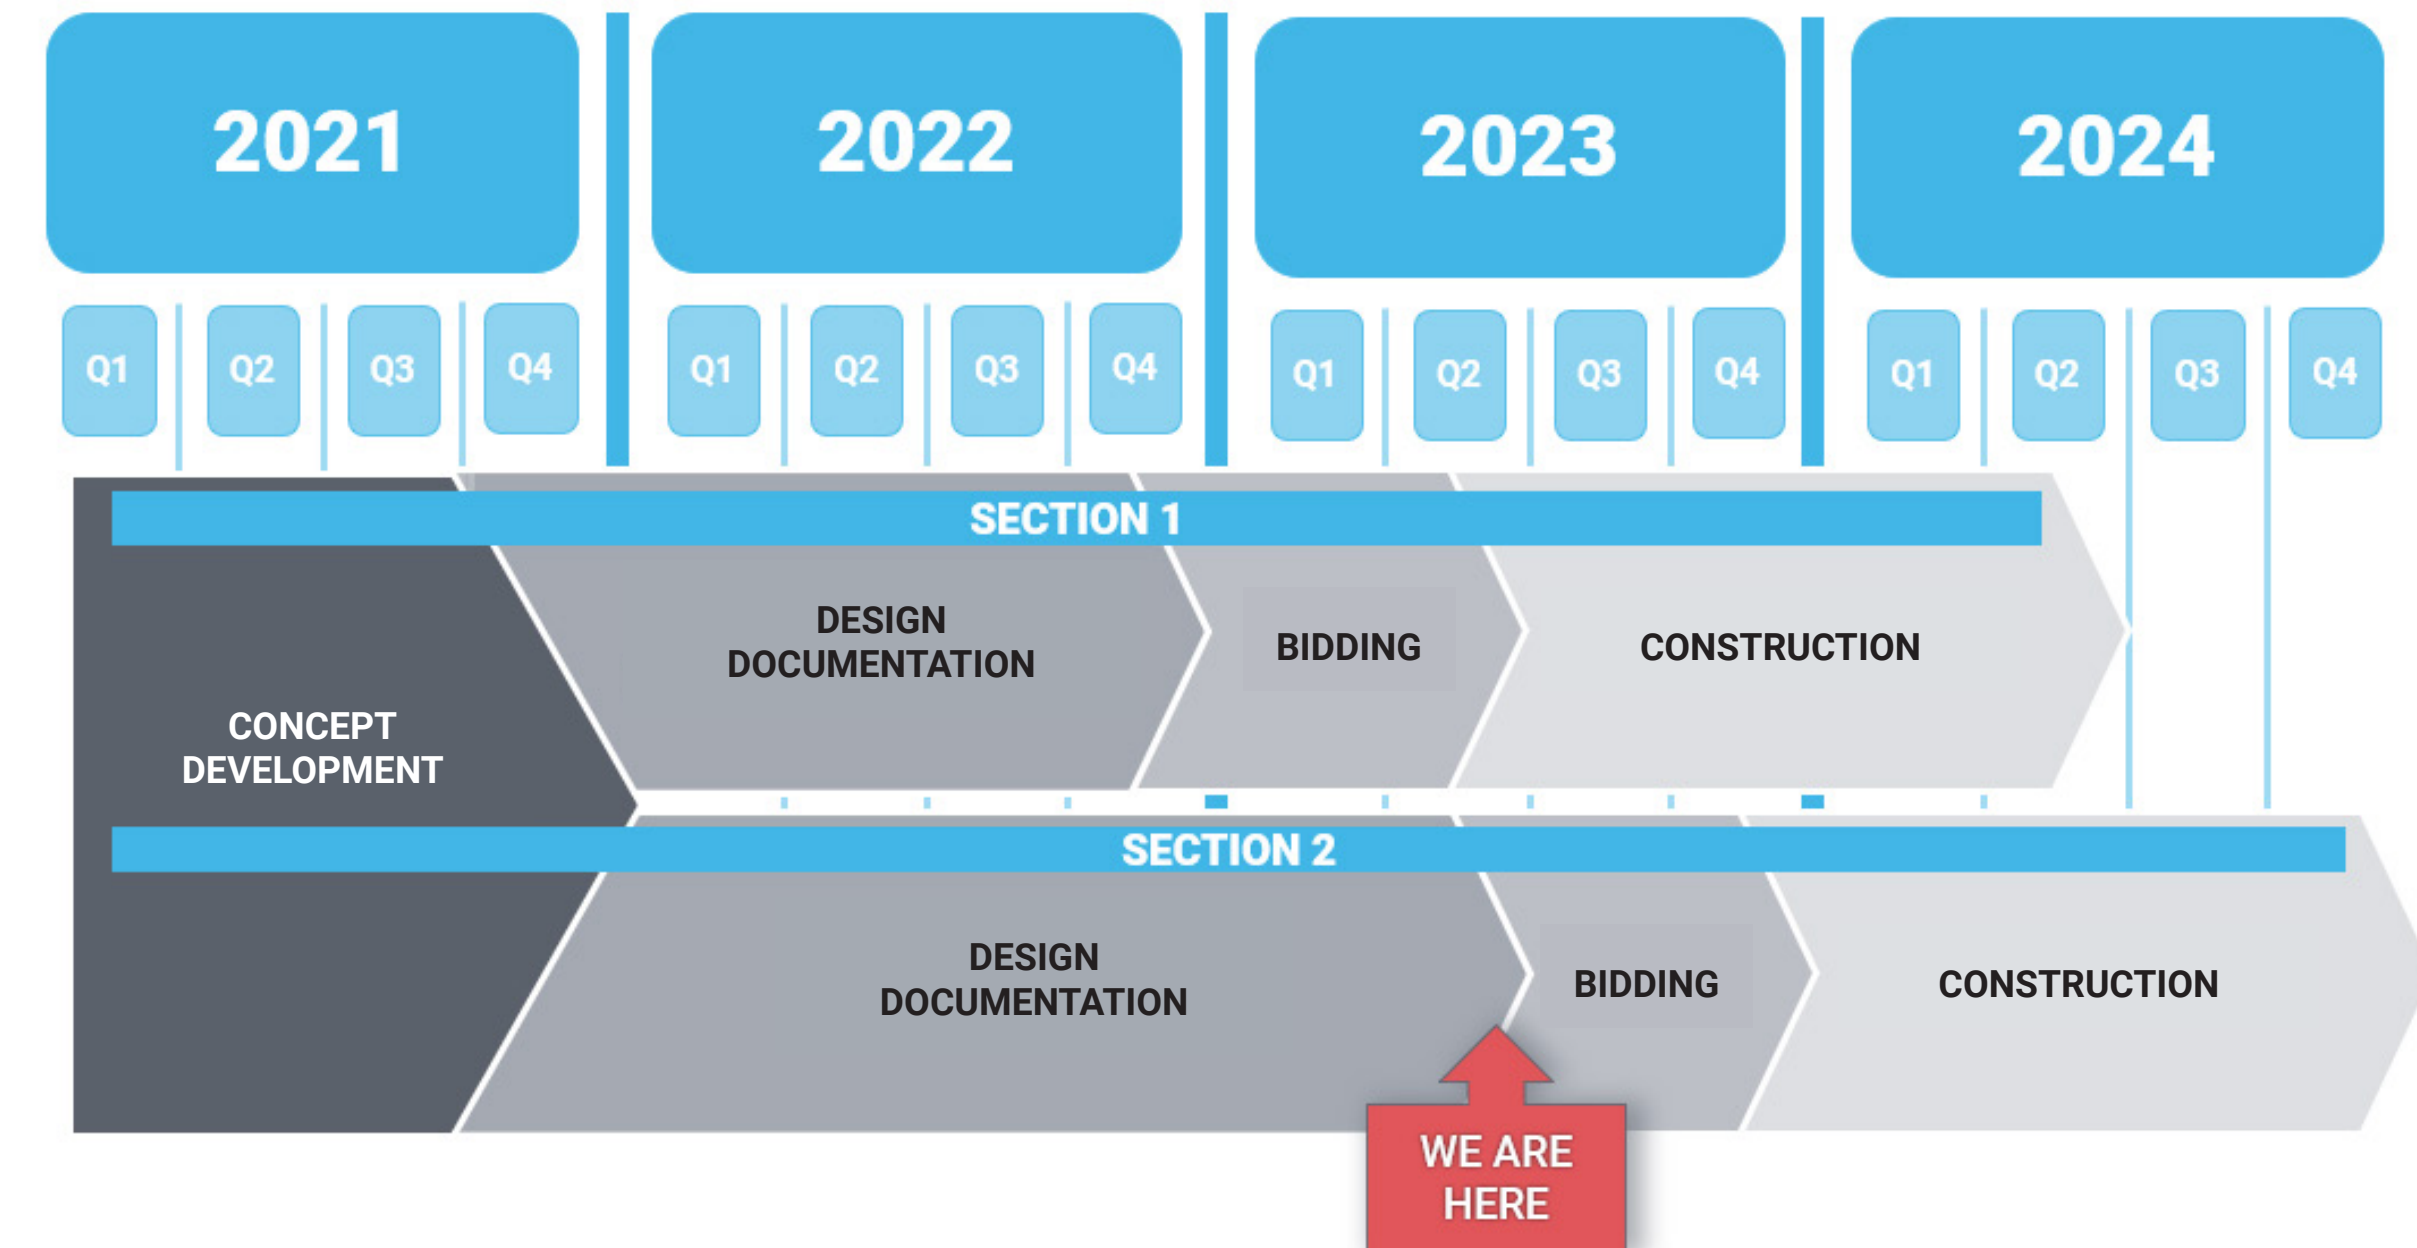 2021 2022 2023 2024
Q1 Q2 Q3 Q4 Q1 Q2 Q3 Q4 Q1 Q2 Q3 Q4 Q1 Q2 Q3 Q4
SECTION 1
DESIGN
DOCUMENTATION
BIDDING
CONSTRUCTION
CONCEPT
DEVELOPMENT
SECTION 2
DESIGN
DOCUMENTATION
BIDDING
CONSTRUCTION
WE ARE
HERE